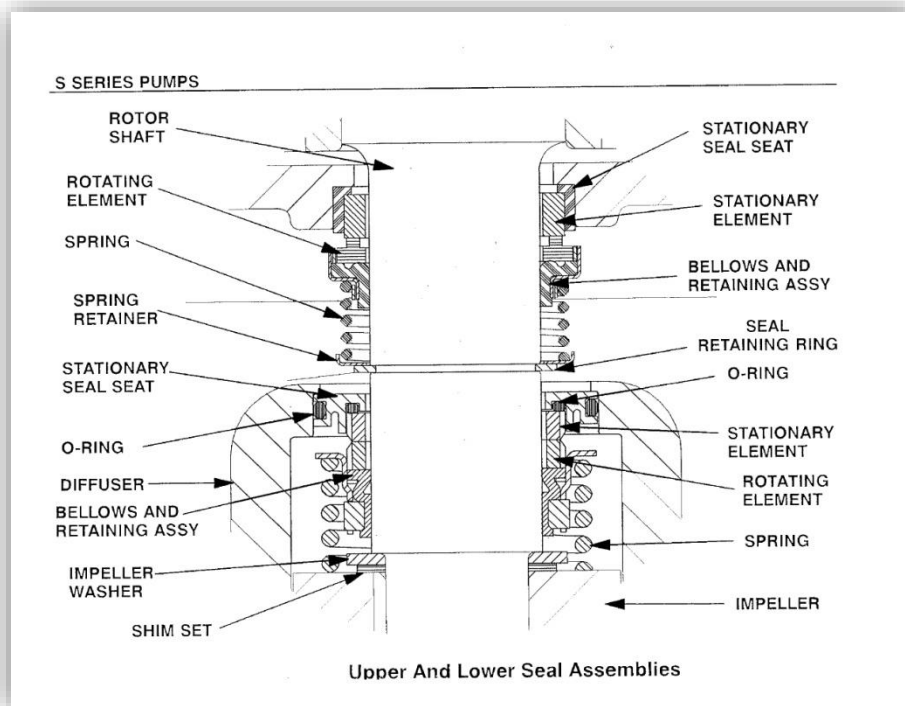 S SERIES PUMPS
ROTOR
SHAFT
ROTATING
ELEMENT
SPRING
SPRING
RETAINER
STATIONARY
SEAL SEAT
O-RING
DIFFUSER
BELLOWS AND
RETAINING ASSY
IMPELLER
WASHER
SHIM SET
STATIONARY
SEAL SEAT
STATIONARY
ELEMENT
BELLOWS AND
RETAINING ASSY
SEAL
RETAINING RING
O-RING
STATIONARY
ELEMENT
ROTATING
ELEMENT
SPRING
IMPELLER
Upper And Lower Seal Assemblies